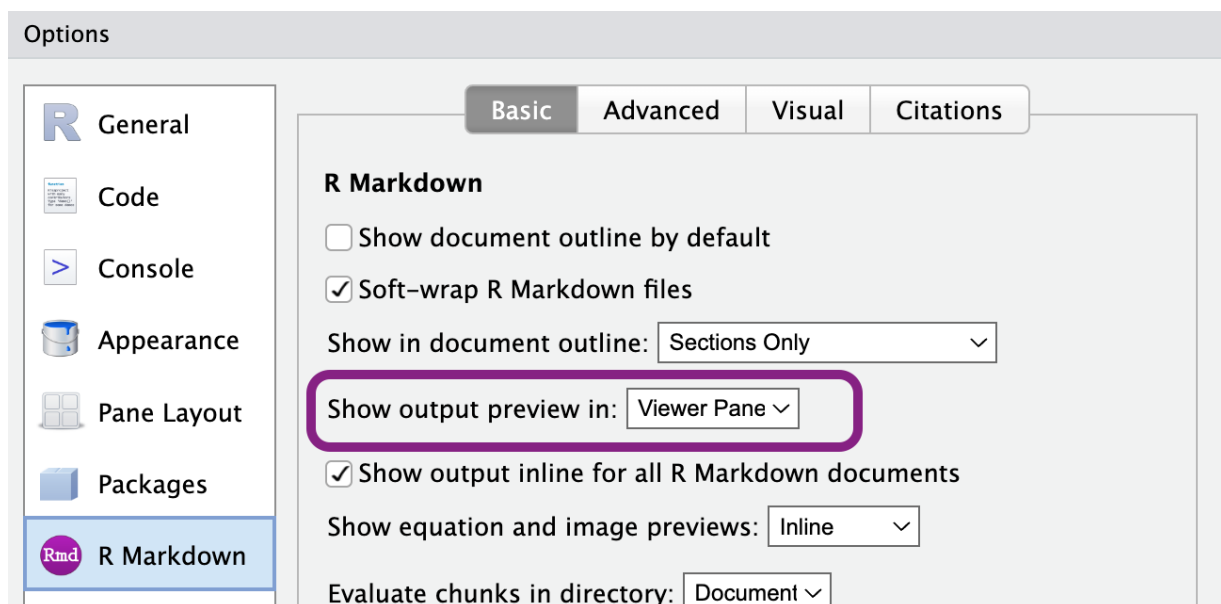 Options
General
Code
Console
Appearance
Pane Layout
Packages
Rmd R Markdown
Basic Advanced Visual Citations
R Markdown
Show document outline by default
Soft-wrap R Markdown files
Show in document outline: Sections Only
Show output preview in: Viewer Pane
Show output inline for all R Markdown documents
Show equation and image previews: Inline
Evaluate chunks in directory: Document